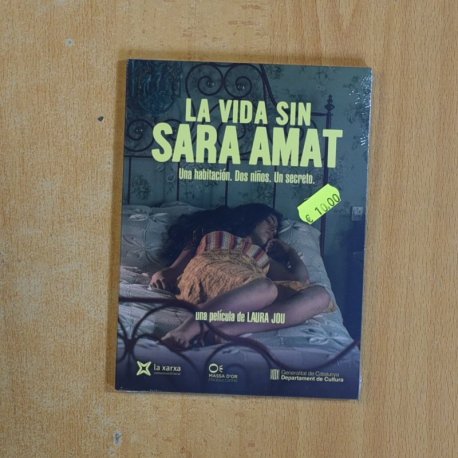 LA VIDA SIN
SARA AMAT
Una habitación. Dos niños. Un secreto.
€ 10,00
una película de LAURA JOU
la xarxa
MASSA D'OR
Generalitat de Catalunya
Departament de Cultura